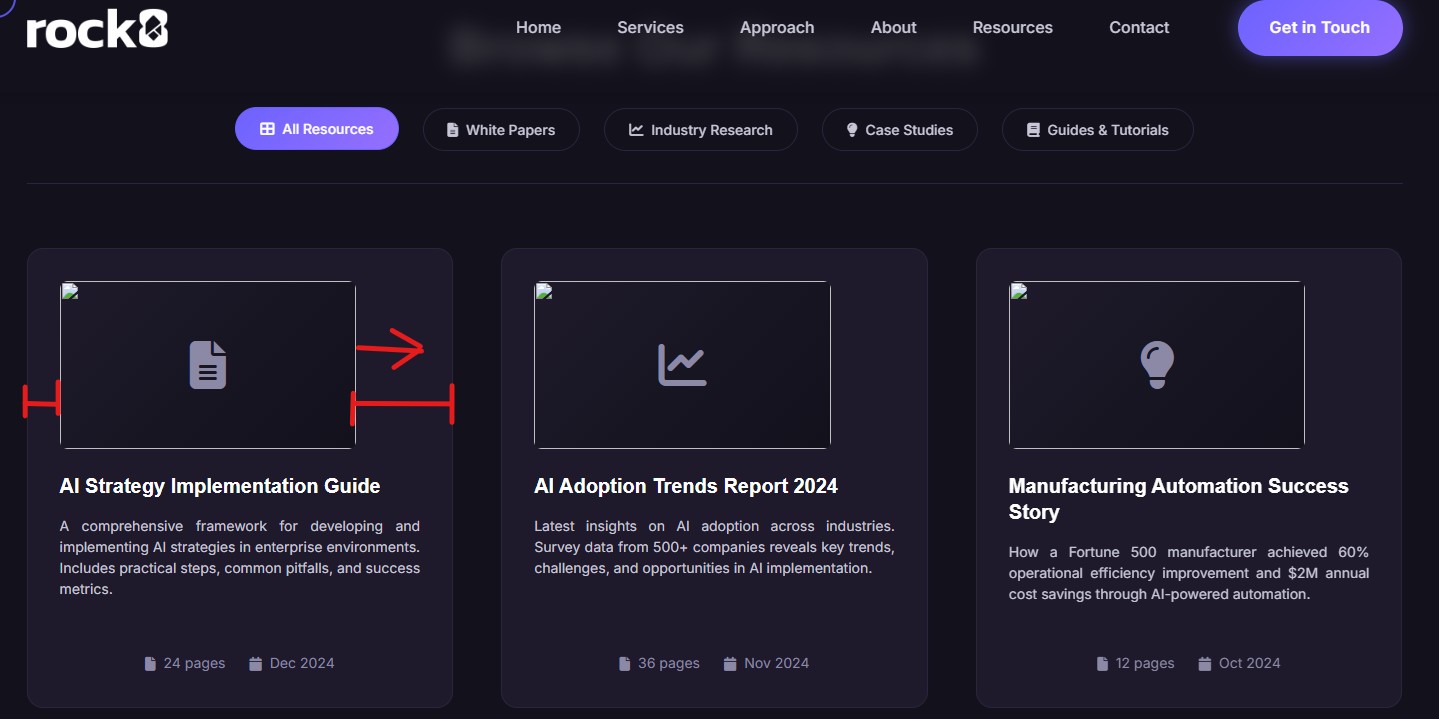 rock8
Home Services Approach About Resources Contact Get in Touch
Browse Our Resources
All Resources White Papers Industry Research Case Studies Guides & Tutorials
AI Strategy Implementation Guide
A comprehensive framework for developing and
implementing AI strategies in enterprise environments.
Includes practical steps, common pitfalls, and success
metrics.
24 pages Dec 2024
AI Adoption Trends Report 2024
Latest insights on AI adoption across industries.
Survey data from 500+ companies reveals key trends,
challenges, and opportunities in AI implementation.
36 pages Nov 2024
Manufacturing Automation Success
Story
How a Fortune 500 manufacturer achieved 60%
operational efficiency improvement and $2M annual
cost savings through AI-powered automation.
12 pages Oct 2024